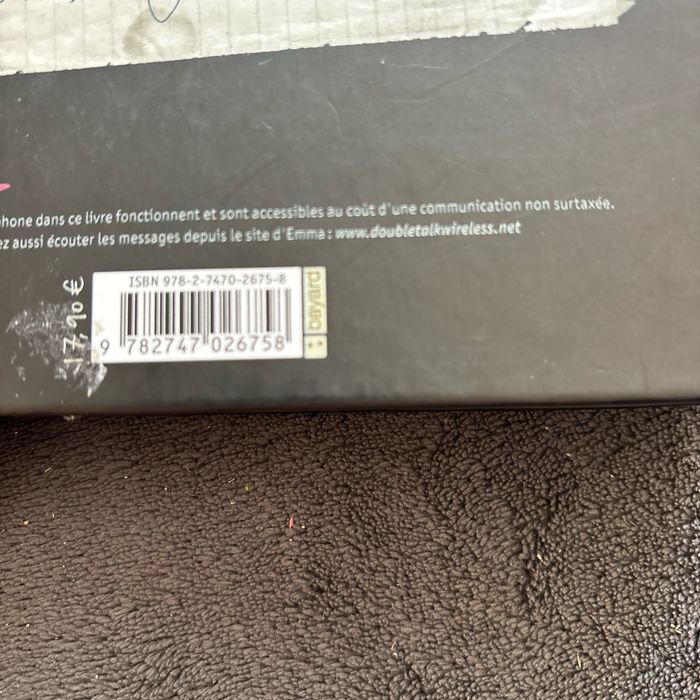 phone dans ce livre fonctionnent et sont accessibles au coût d'une communication non surtaxée.
ez aussi écouter les messages depuis le site d'Emma : www.doubletalkwireless.net
17,90 €
ISBN 978-2-7470-2675-8
9 782747 026758
bayard